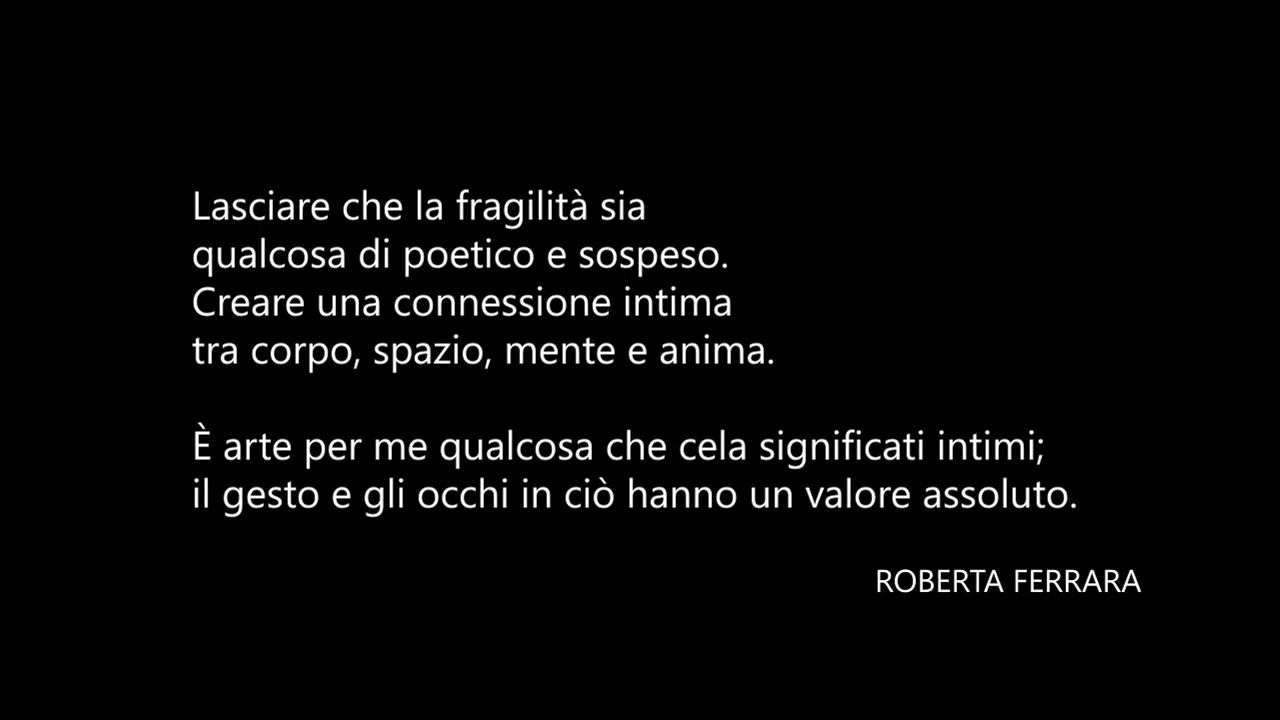 Lasciare che la fragilità sia
qualcosa di poetico e sospeso.
Creare una connessione intima
tra corpo, spazio, mente e anima.
È arte per me qualcosa che cela significati intimi;
il gesto e gli occhi in ciò hanno un valore assoluto.
ROBERTA FERRARA